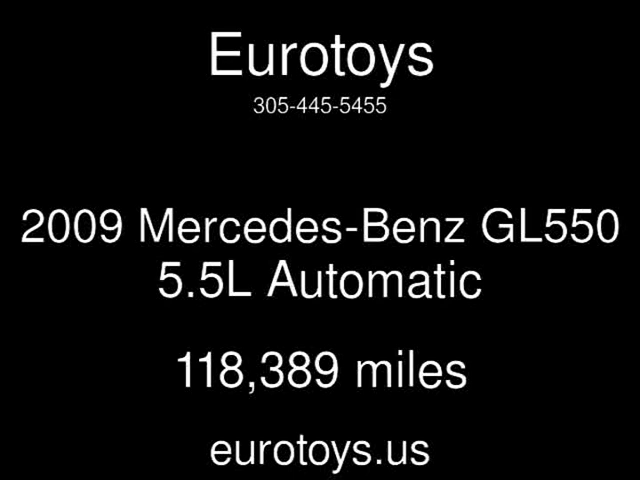 Eurotoys
305-445-5455
2009 Mercedes-Benz GL550
5.5L Automatic
118,389 miles
eurotoys.us